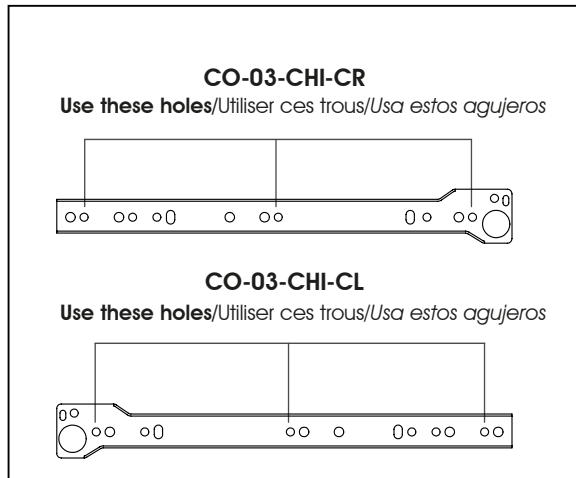 CO-03-CHI-CR
Use these holes/Utiliser ces trous/Usa estos agujeros
CO-03-CHI-CL
Use these holes/Utiliser ces trous/Usa estos agujeros